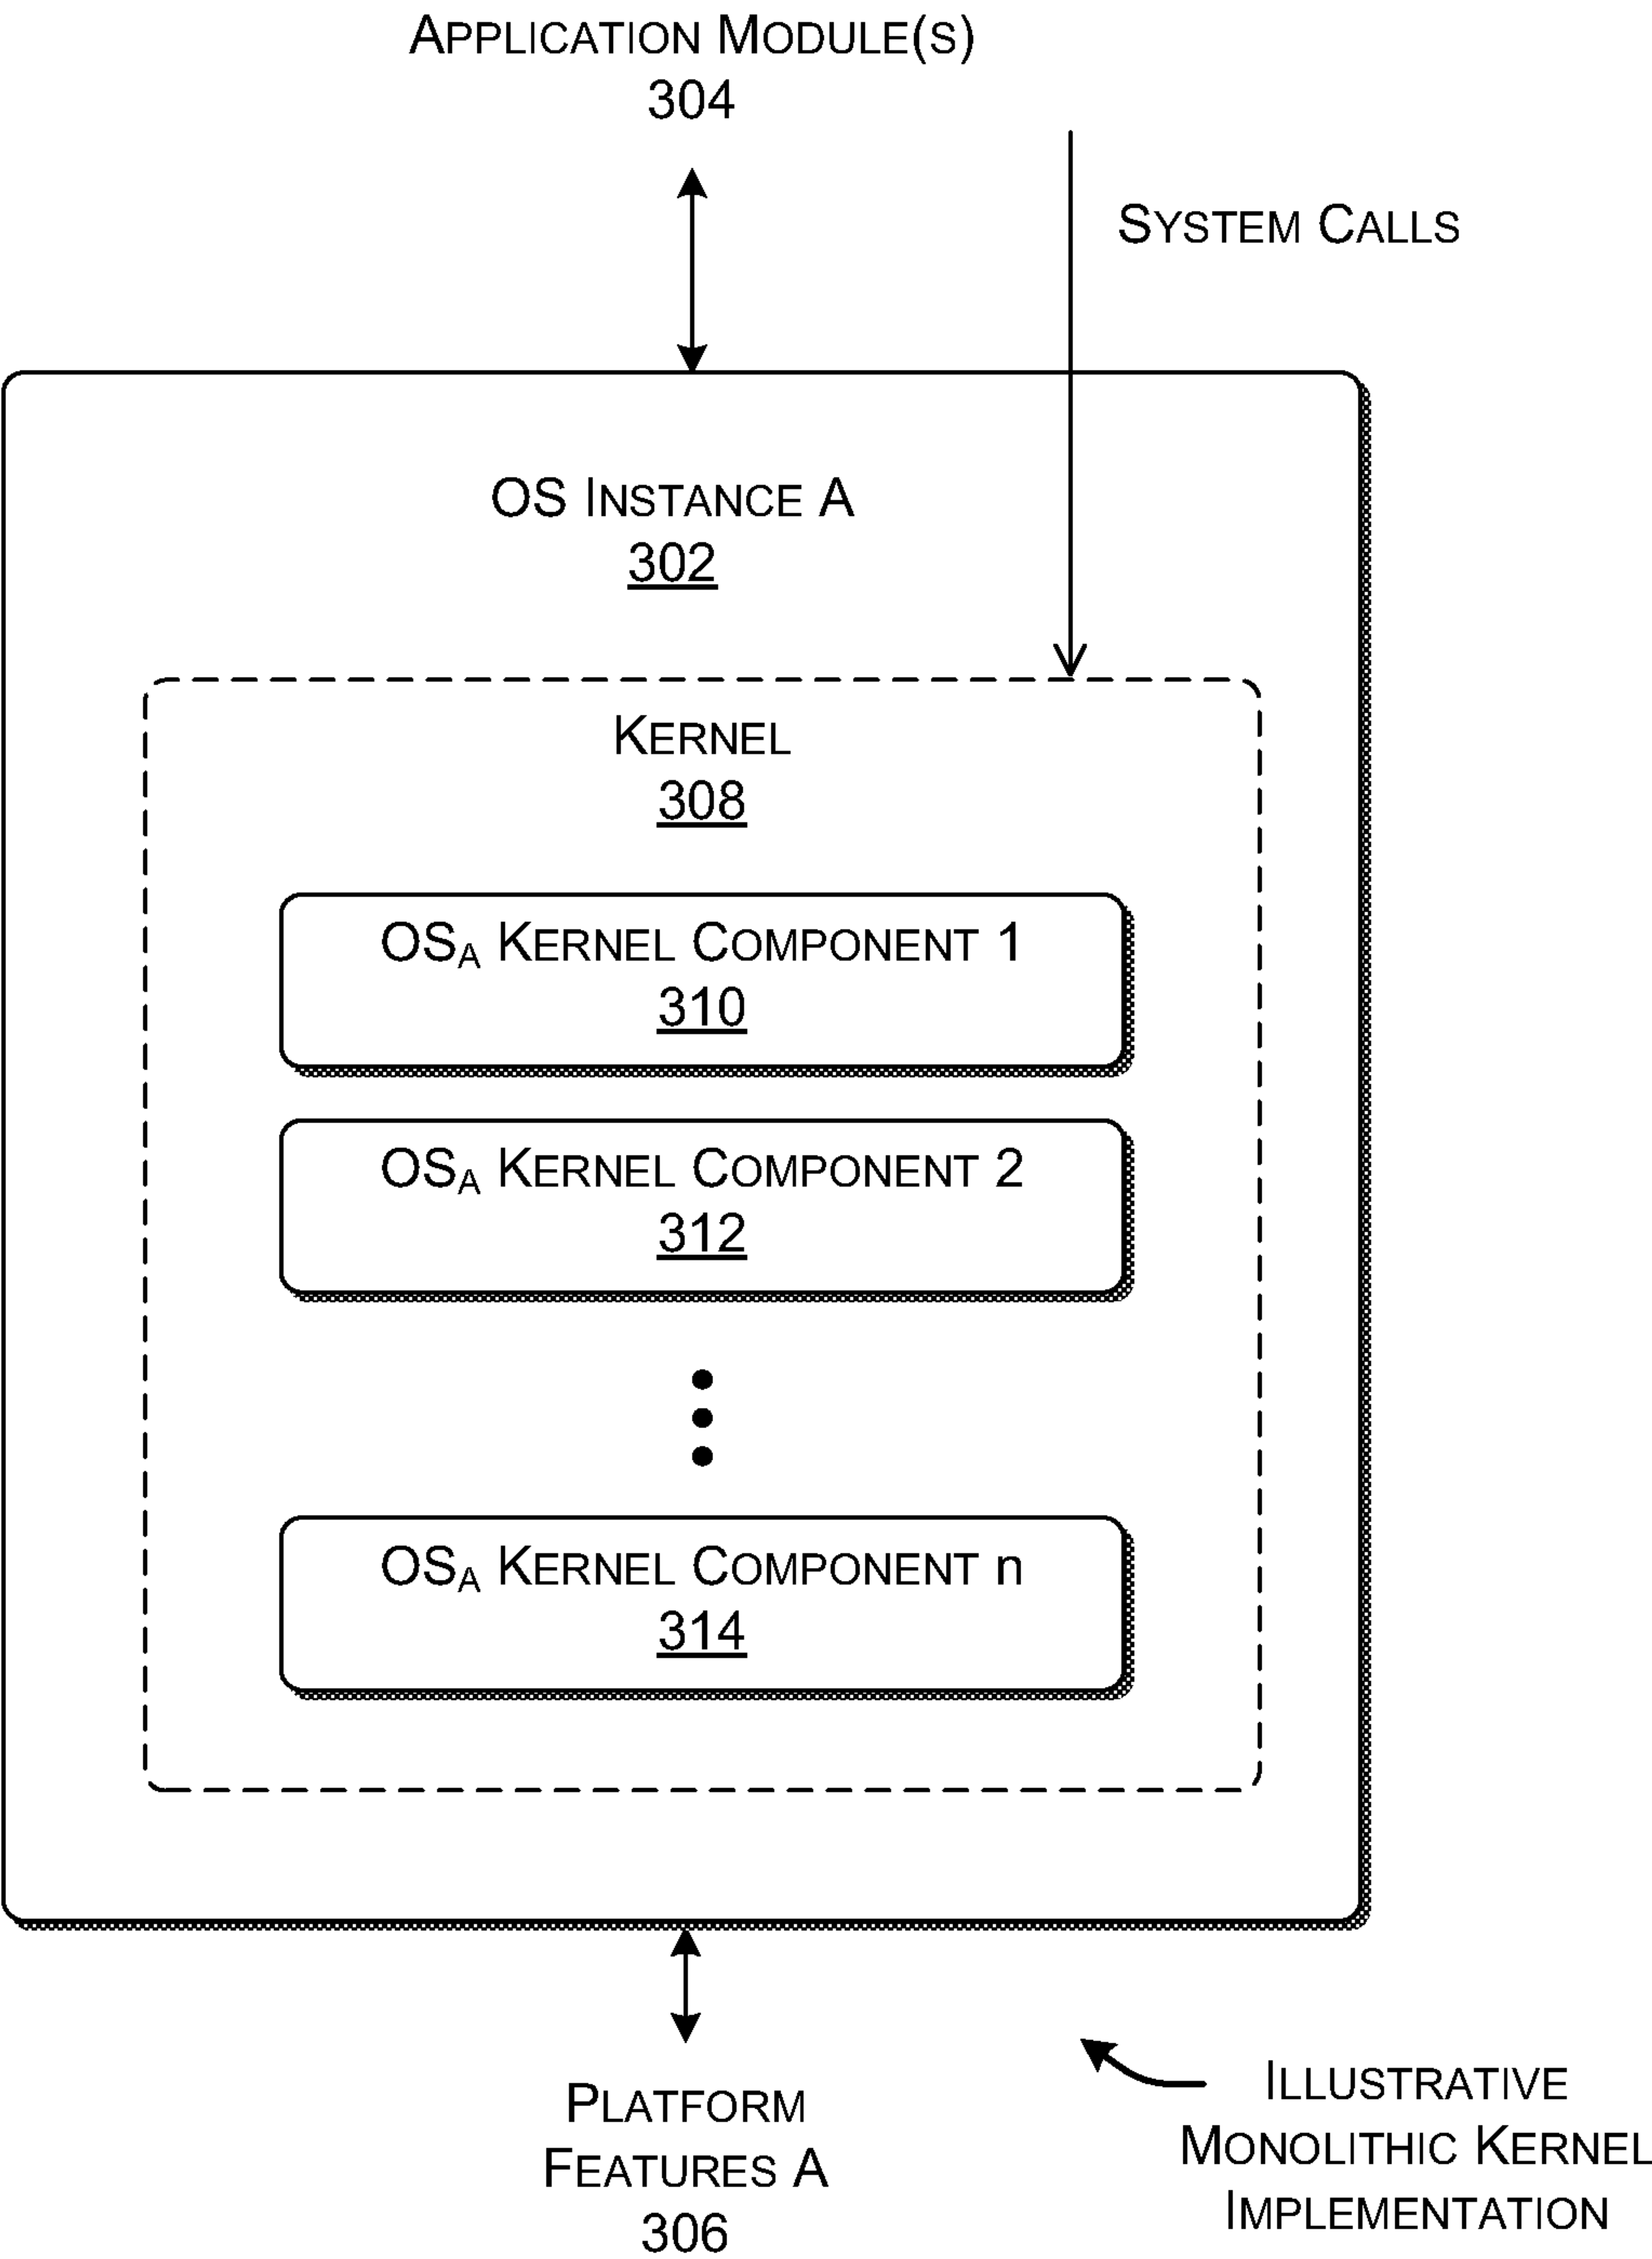 APPLICATION MODULE(S)
304
SYSTEM CALLS
OS INSTANCE A
302
KERNEL
308
OSA KERNEL COMPONENT 1
310
OSA KERNEL COMPONENT 2
312
OSA KERNEL COMPONENT n
314
PLATFORM
FEATURES A
306
ILLUSTRATIVE
MONOLITHIC KERNEL
IMPLEMENTATION